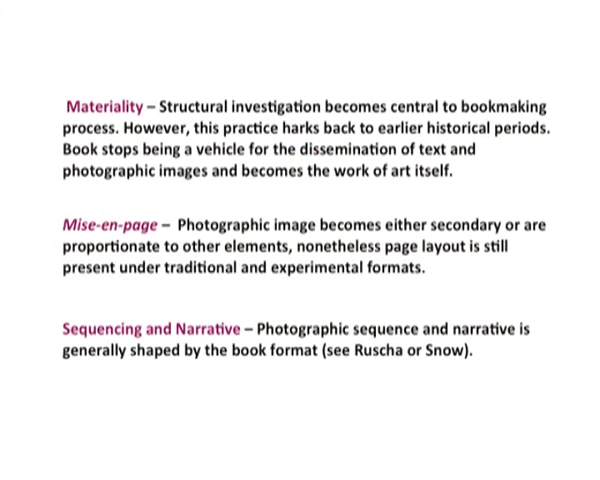 Materiality – Structural investigation becomes central to bookmaking
process. However, this practice harks back to earlier historical periods.
Book stops being a vehicle for the dissemination of text and
photographic images and becomes the work of art itself.
Mise-en-page – Photographic image becomes either secondary or are
proportionate to other elements, nonetheless page layout is still
present under traditional and experimental formats.
Sequencing and Narrative – Photographic sequence and narrative is
generally shaped by the book format (see Ruscha or Snow).